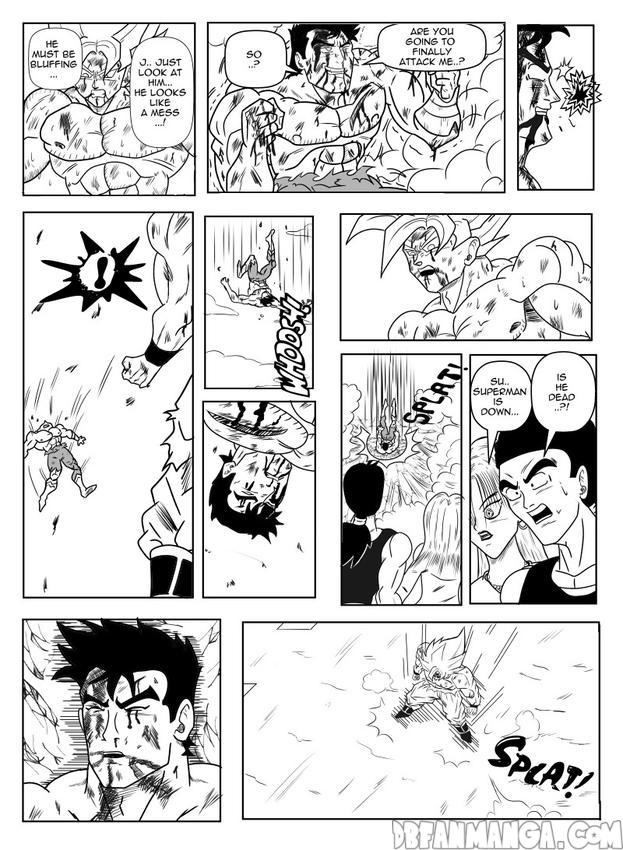 HE
MUST BE
BLUFFING
...
J.. JUST
LOOK AT
HIM...
HE LOOKS
LIKE
A MESS
...!
SO
..?
ARE YOU
GOING TO
FINALLY
ATTACK ME..?
!
WHOOSH!
SPLAT!
SU..
SUPERMAN
IS
DOWN...
IS
HE
DEAD
..?!
SPLAT!
DBFANMANGA.COM